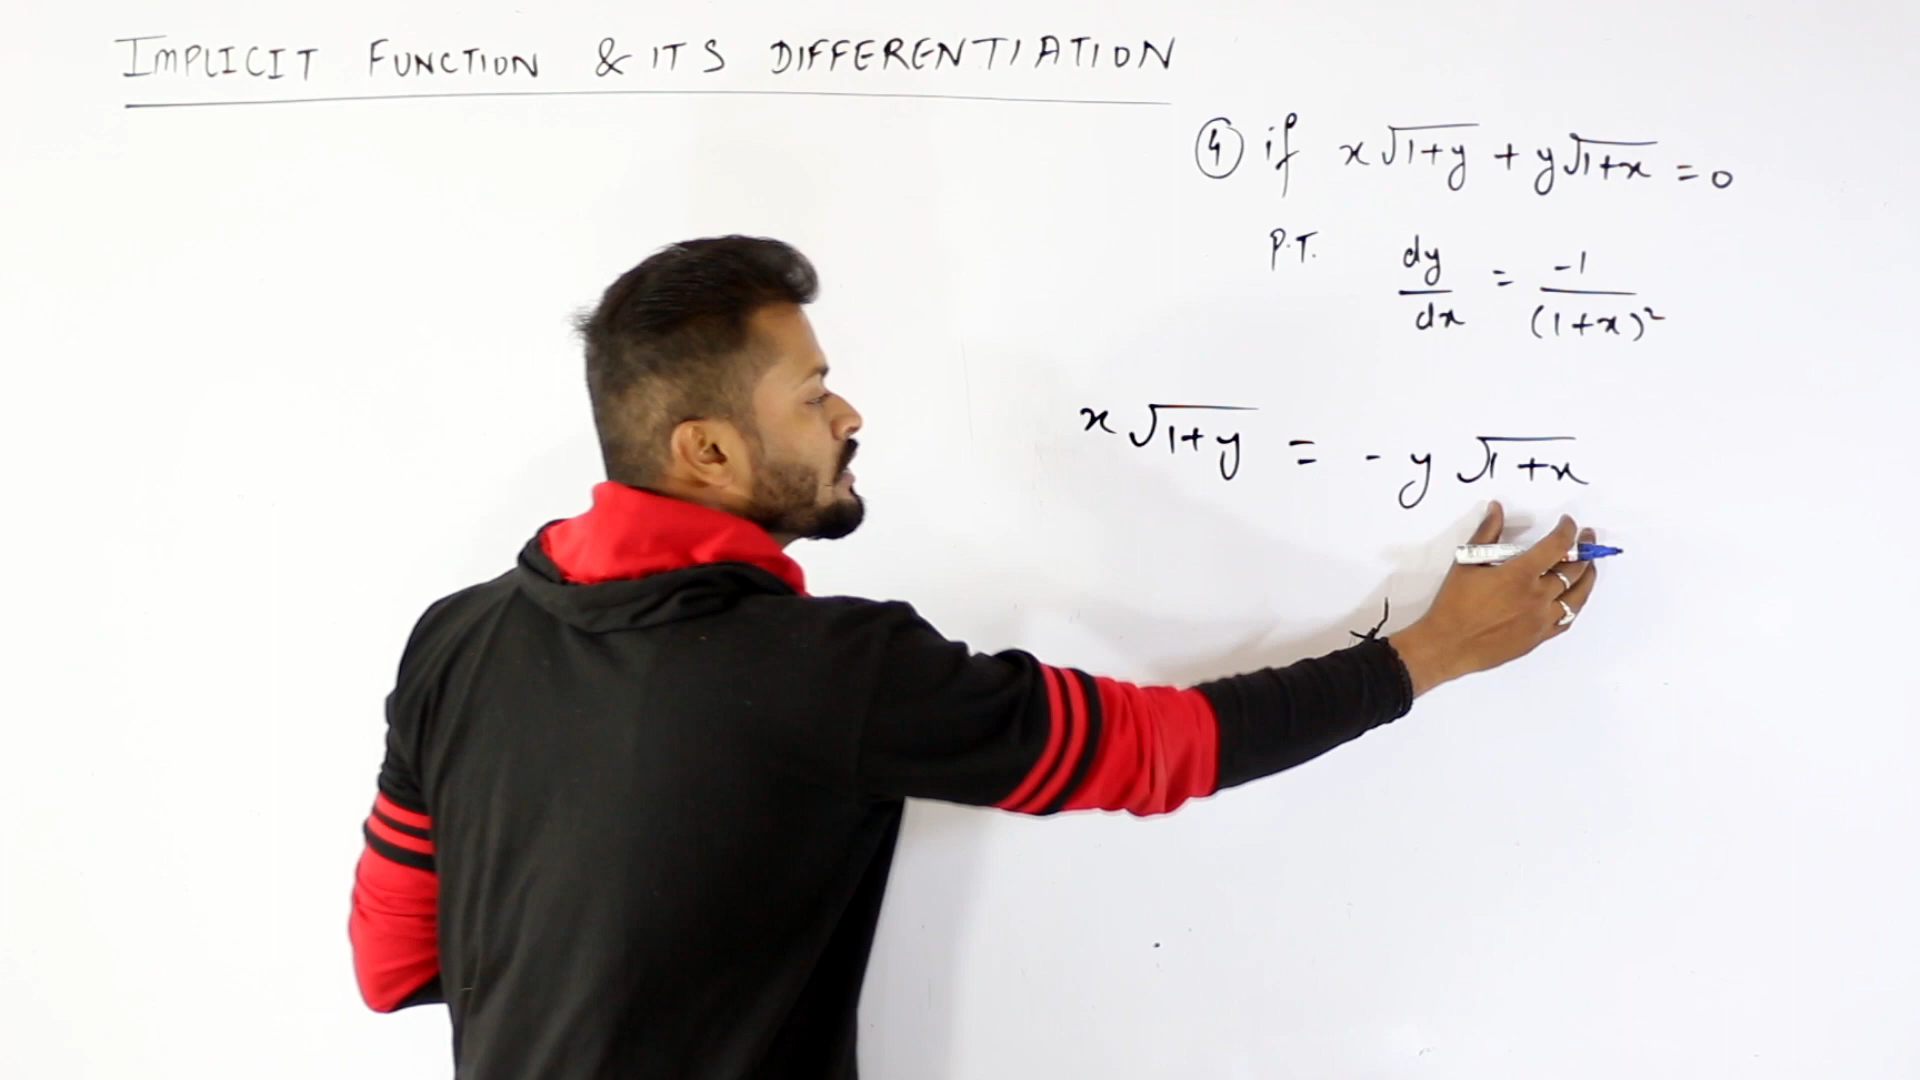 IMPLICIT FUNCTION & ITS DIFFERENTIATION
④ if x√(1+y) + y√(1+x) = 0
P.T. dy/dx = -1/(1+x)²
x√(1+y) = - y√(1+x)